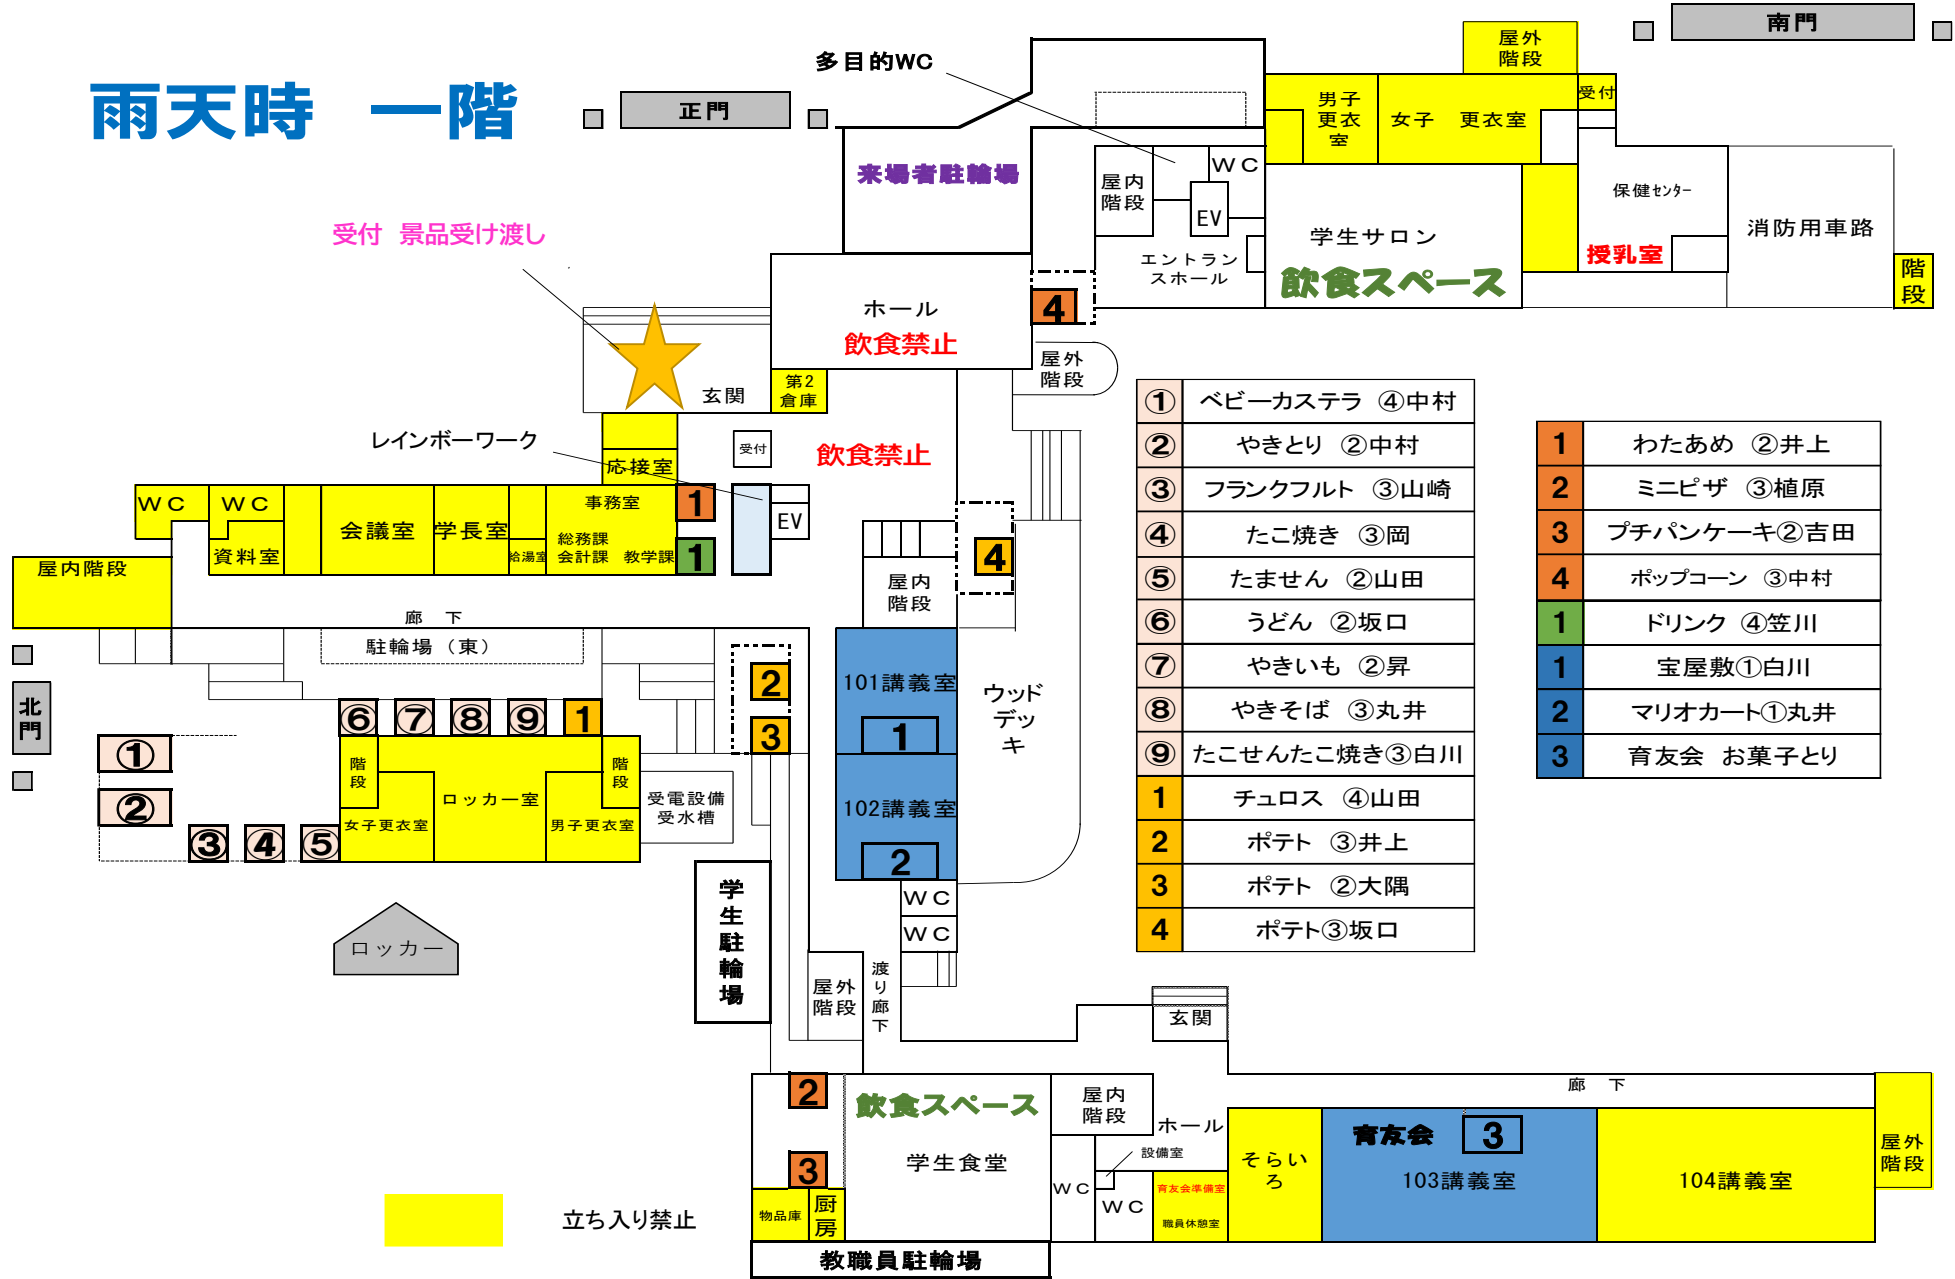 南門
雨天時　一階
正門
多目的WC
屋外
階段
男子
更衣
室
女子　更衣室
受付
来場者駐輪場
屋内
階段
WC
EV
保健ｾﾝﾀｰ
授乳室
消防用車路
階
段
学生サロン
飲食スペース
エントラン
スホール
受付　景品受け渡し
ホール
飲食禁止
4
屋外
階段
玄関
第2
倉庫
レインボーワーク
受付
飲食禁止
応接室
WC
WC
資料室
会議室
学長室
給湯室
事務室
総務課
会計課　教学課
1
1
EV
屋内階段
廊　下
駐輪場（東）
屋内
階段
4
北
門
2
3
101講義室
1
102講義室
2
ウッド
デッ
キ
⑥
⑦
⑧
⑨
1
①
②
③
④
⑤
階
段
ロッカー室
階
段
女子更衣室
男子更衣室
受電設備
受水槽
WC
WC
ロッカー
学
生
駐
輪
場
屋外
階段
渡
り
廊
下
① ベビーカステラ　④中村
② やきとり　②中村
③ フランクフルト　③山崎
④ たこ焼き　③岡
⑤ たません　②山田
⑥ うどん　②坂口
⑦ やきいも　②昇
⑧ やきそば　③丸井
⑨ たこせんたこ焼き③白川
1 チュロス　④山田
2 ポテト　③井上
3 ポテト　②大隅
4 ポテト③坂口
1 わたあめ　②井上
2 ミニピザ　③植原
3 プチパンケーキ②吉田
4 ポップコーン　③中村
1 ドリンク　④笠川
1 宝屋敷①白川
2 マリオカート①丸井
3 育友会　お菓子とり
玄関
廊　下
2
3
飲食スペース
学生食堂
物品庫
厨
房
教職員駐輪場
屋内
階段
ホール
設備室
WC
WC
育友会準備室
職員休憩室
そらい
ろ
育友会
3
103講義室
104講義室
屋外
階段
立ち入り禁止